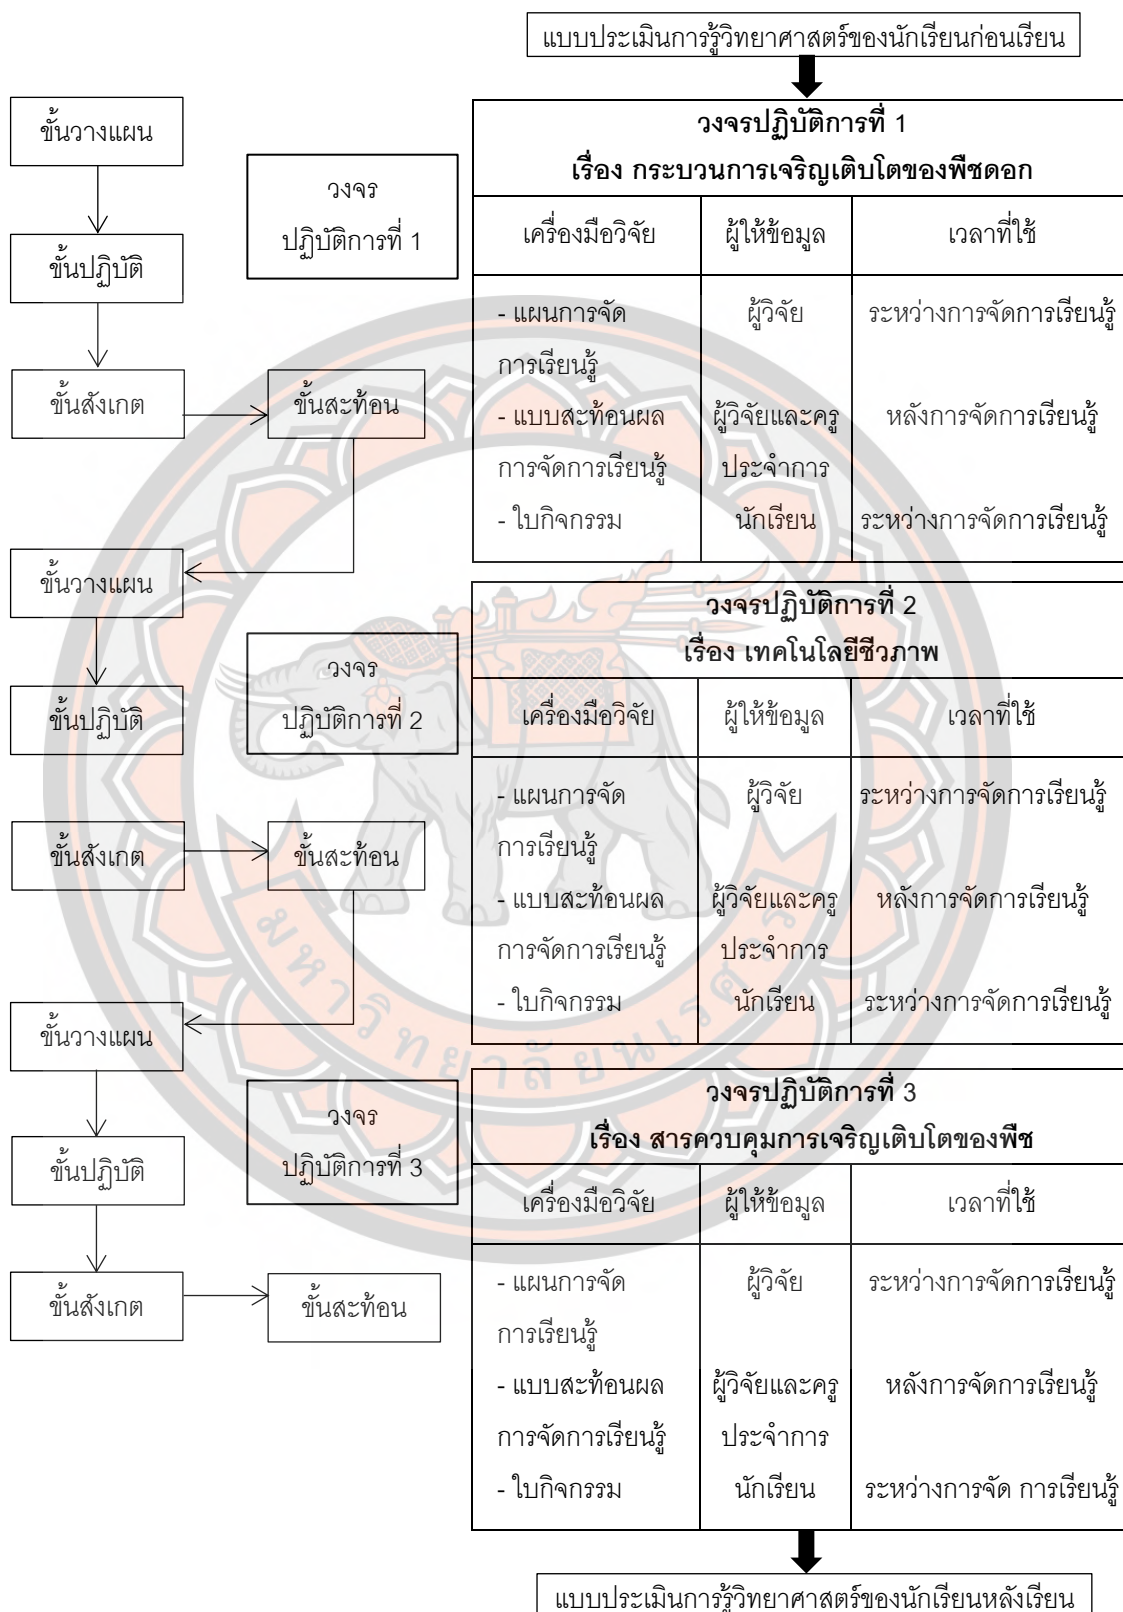 แบบประเมินการรู้วิทยาศาสตร์ของนักเรียนก่อนเรียน
ขั้นวางแผน
ขั้นปฏิบัติ
ขั้นสังเกต
ขั้นสะท้อน
วงจร
ปฏิบัติการที่ 1
วงจรปฏิบัติการที่ 1
เรื่อง กระบวนการเจริญเติบโตของพืชดอก
เครื่องมือวิจัย ผู้ให้ข้อมูล เวลาที่ใช้
- แผนการจัด ผู้วิจัย ระหว่างการจัดการเรียนรู้
การเรียนรู้
- แบบสะท้อนผล ผู้วิจัยและครู หลังการจัดการเรียนรู้
การจัดการเรียนรู้ ประจำการ
- ใบกิจกรรม นักเรียน ระหว่างการจัดการเรียนรู้
ขั้นวางแผน
ขั้นปฏิบัติ
ขั้นสังเกต
ขั้นสะท้อน
วงจร
ปฏิบัติการที่ 2
วงจรปฏิบัติการที่ 2
เรื่อง เทคโนโลยีชีวภาพ
เครื่องมือวิจัย ผู้ให้ข้อมูล เวลาที่ใช้
- แผนการจัด ผู้วิจัย ระหว่างการจัดการเรียนรู้
การเรียนรู้
- แบบสะท้อนผล ผู้วิจัยและครู หลังการจัดการเรียนรู้
การจัดการเรียนรู้ ประจำการ
- ใบกิจกรรม นักเรียน ระหว่างการจัดการเรียนรู้
มหาวิทยาลัยนเรศวร
ขั้นวางแผน
ขั้นปฏิบัติ
ขั้นสังเกต
ขั้นสะท้อน
วงจร
ปฏิบัติการที่ 3
วงจรปฏิบัติการที่ 3
เรื่อง สารควบคุมการเจริญเติบโตของพืช
เครื่องมือวิจัย ผู้ให้ข้อมูล เวลาที่ใช้
- แผนการจัด ผู้วิจัย ระหว่างการจัดการเรียนรู้
การเรียนรู้
- แบบสะท้อนผล ผู้วิจัยและครู หลังการจัดการเรียนรู้
การจัดการเรียนรู้ ประจำการ
- ใบกิจกรรม นักเรียน ระหว่างการจัด การเรียนรู้
แบบประเมินการรู้วิทยาศาสตร์ของนักเรียนหลังเรียน